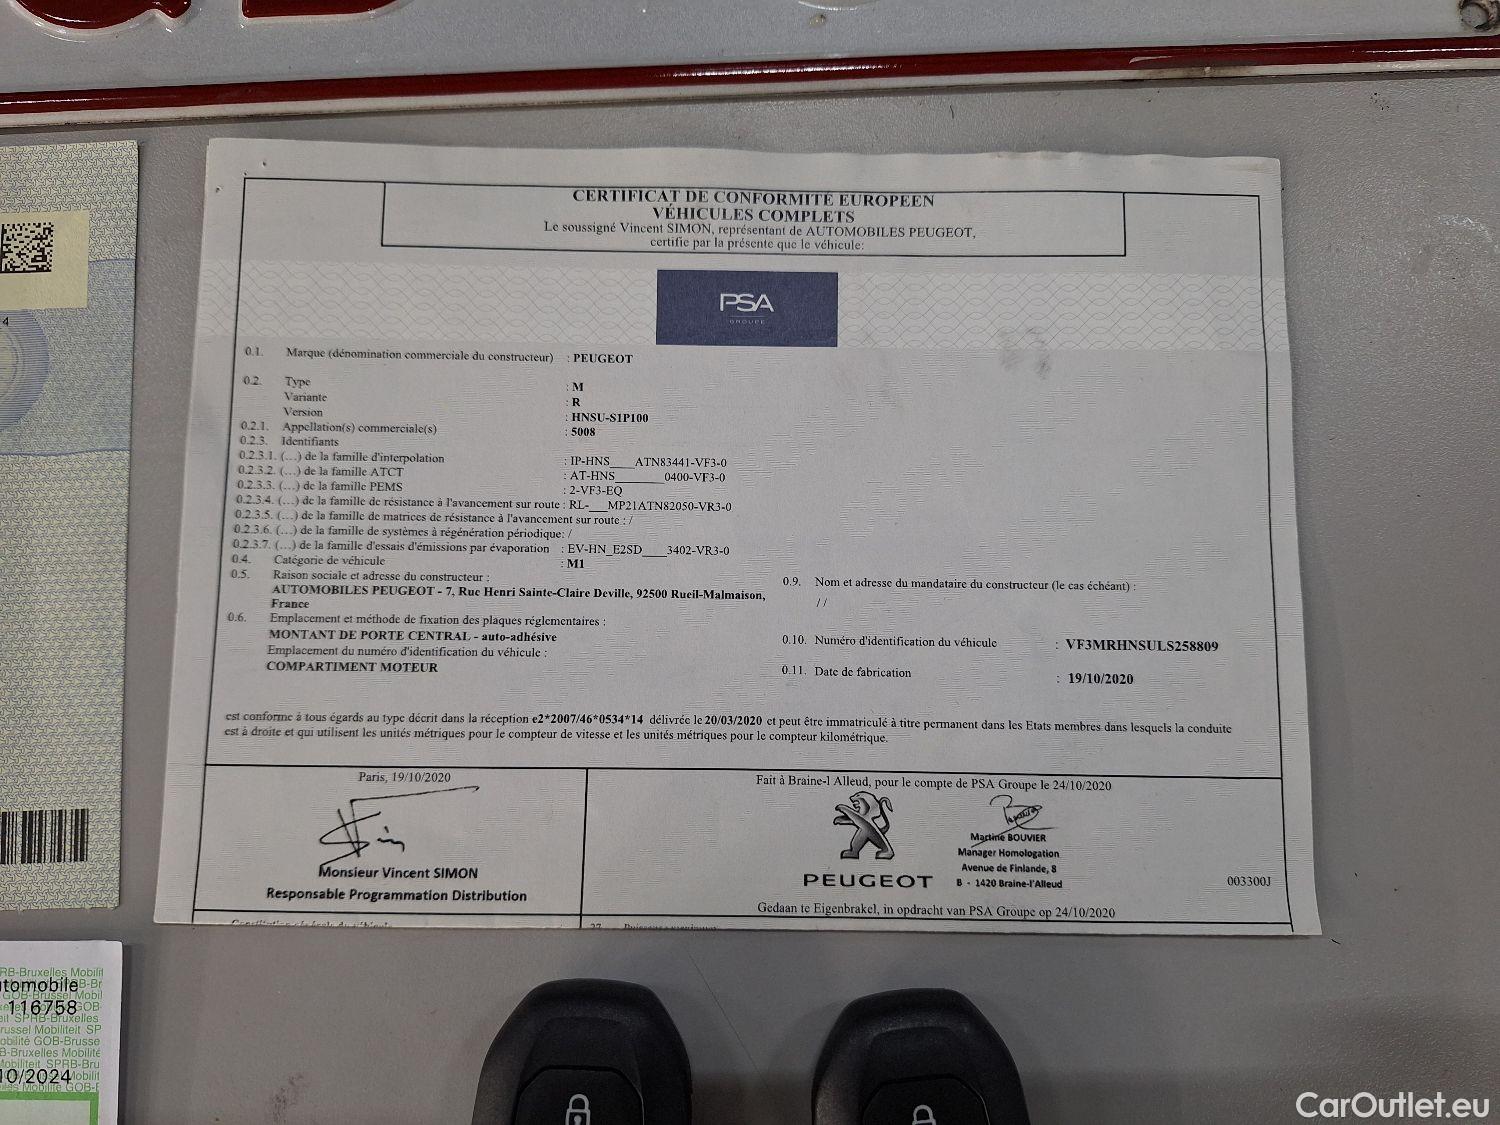 CERTIFICAT DE CONFORMITÉ EUROPEEN
VÉHICULES COMPLETS
Le soussigné Vincent SIMON, représentant de AUTOMOBILES PEUGEOT,
certifie par la présente que le véhicule:
PSA
GROUPE
0.1. Marque (dénomination commerciale du constructeur) : PEUGEOT
0.2. Type : M
Variante : R
Version : HNSU-S1P100
0.2.1. Appellation(s) commerciale(s) : 5008
0.2.3. Identifiants
0.2.3.1. (…) de la famille d'interpolation : IP-HNS____ATN83441-VF3-0
0.2.3.2. (…) de la famille ATCT : AT-HNS________0400-VF3-0
0.2.3.3. (…) de la famille PEMS : 2-VF3-EQ
0.2.3.4. (…) de la famille de résistance à l'avancement sur route : RL-___MP21ATN82050-VR3-0
0.2.3.5. (…) de la famille de matrices de résistance à l'avancement sur route : /
0.2.3.6. (…) de la famille de systèmes à régénération périodique: /
0.2.3.7. (…) de la famille d'essais d'émissions par évaporation : EV-HN_E2SD____3402-VR3-0
0.4. Catégorie de véhicule : M1
0.5. Raison sociale et adresse du constructeur :
AUTOMOBILES PEUGEOT - 7, Rue Henri Sainte-Claire Deville, 92500 Rueil-Malmaison,
France
0.6. Emplacement et méthode de fixation des plaques réglementaires :
MONTANT DE PORTE CENTRAL - auto-adhésive
Emplacement du numéro d'identification du véhicule :
COMPARTIMENT MOTEUR
0.9. Nom et adresse du mandataire du constructeur (le cas échéant) :
/ /
0.10. Numéro d'identification du véhicule : VF3MRHNSULS258809
0.11. Date de fabrication : 19/10/2020
est conforme à tous égards au type décrit dans la réception e2*2007/46*0534*14 délivrée le 20/03/2020 et peut être immatriculé à titre permanent dans les Etats membres dans lesquels la conduite
est à droite et qui utilisent les unités métriques pour le compteur de vitesse et les unités métriques pour le compteur kilométrique.
Paris, 19/10/2020
Monsieur Vincent SIMON
Responsable Programmation Distribution
Fait à Braine-l Alleud, pour le compte de PSA Groupe le 24/10/2020
PEUGEOT
Martine BOUVIER
Manager Homologation
Avenue de Finlande, 8
B - 1420 Braine-l'Alleud
003300J
Gedaan te Eigenbrakel, in opdracht van PSA Groupe op 24/10/2020
4
tomobile
116758
10/2024
CarOutlet.eu